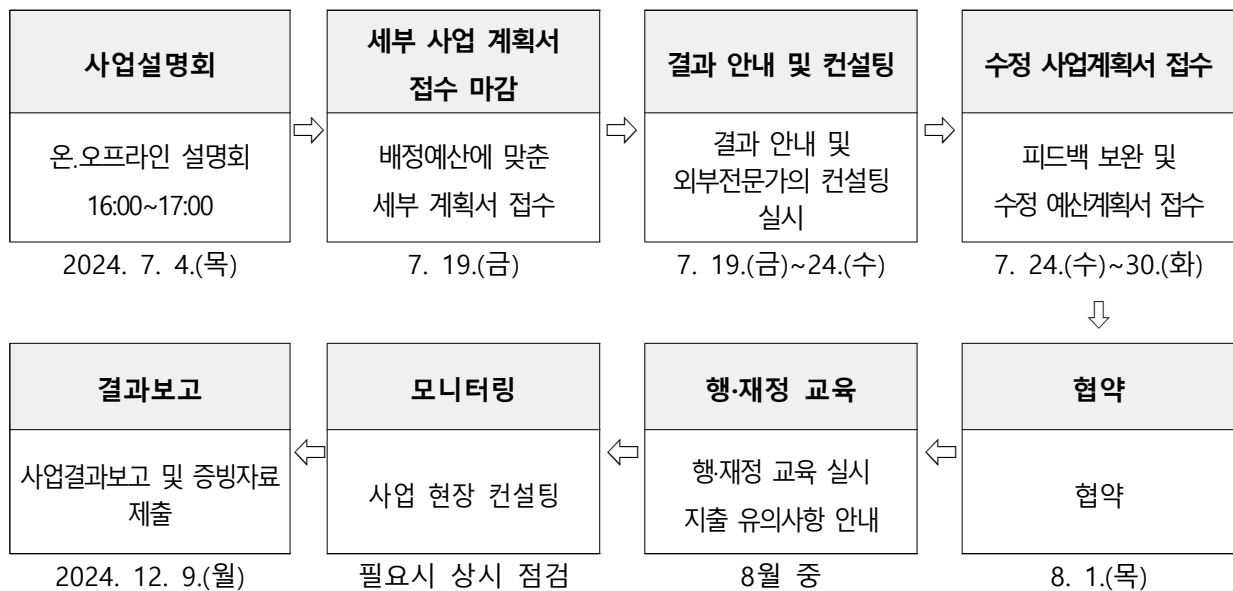 사업설명회
온.오프라인 설명회
16:00~17:00
2024. 7. 4.(목)
세부 사업 계획서
접수 마감
배정예산에 맞춘
세부 계획서 접수
7. 19.(금)
결과 안내 및 컨설팅
결과 안내 및
외부전문가의 컨설팅
실시
7. 19.(금)~24.(수)
수정 사업계획서 접수
피드백 보완 및
수정 예산계획서 접수
7. 24.(수)~30.(화)
협약
협약
8. 1.(목)
행·재정 교육
행·재정 교육 실시
지출 유의사항 안내
8월 중
모니터링
사업 현장 컨설팅
필요시 상시 점검
결과보고
사업결과보고 및 증빙자료
제출
2024. 12. 9.(월)